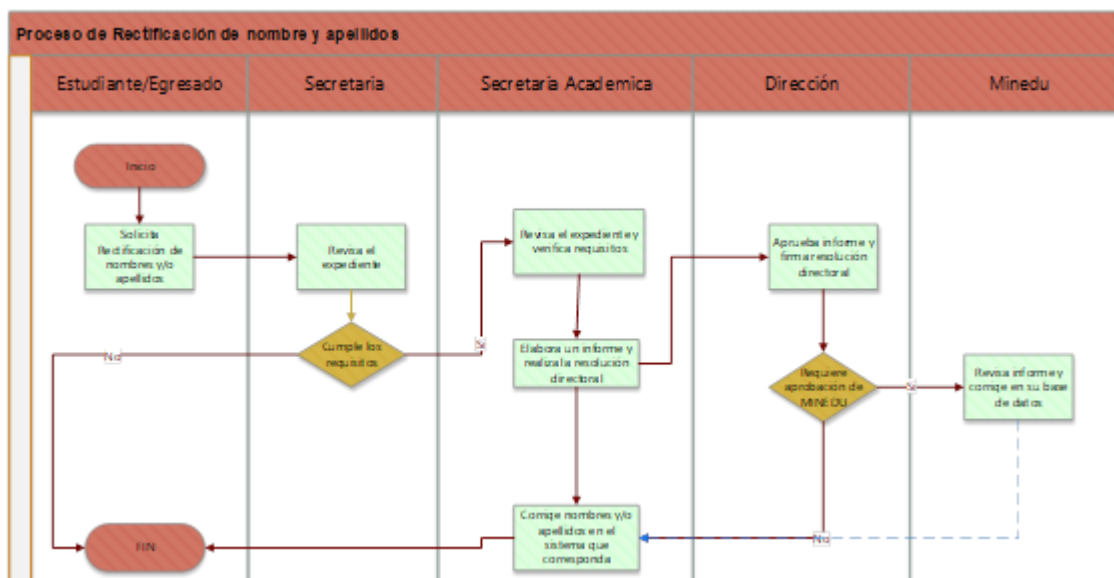 Proceso de Rectificación de nombre y apellidos
Estudiante/Egresado
Secretaria
Secretaría Academica
Dirección
Minedu
Inicio
Solicita
Rectificación de
nombres y/o
apellidos
Revisa el
expediente
Cumple los
requisitos
No
Si
Revisa el expediente y
verifica requisitos
Elabora un informe y
realiza la resolución
directoral
Corrige nombres y/o
apellidos en el
sistema que
corresponda
Aprueba informe y
firma resolución
directoral
Requiere
aprobación de
MINEDU
Si
No
Revisa informe y
corrige en su base
de datos
FIN